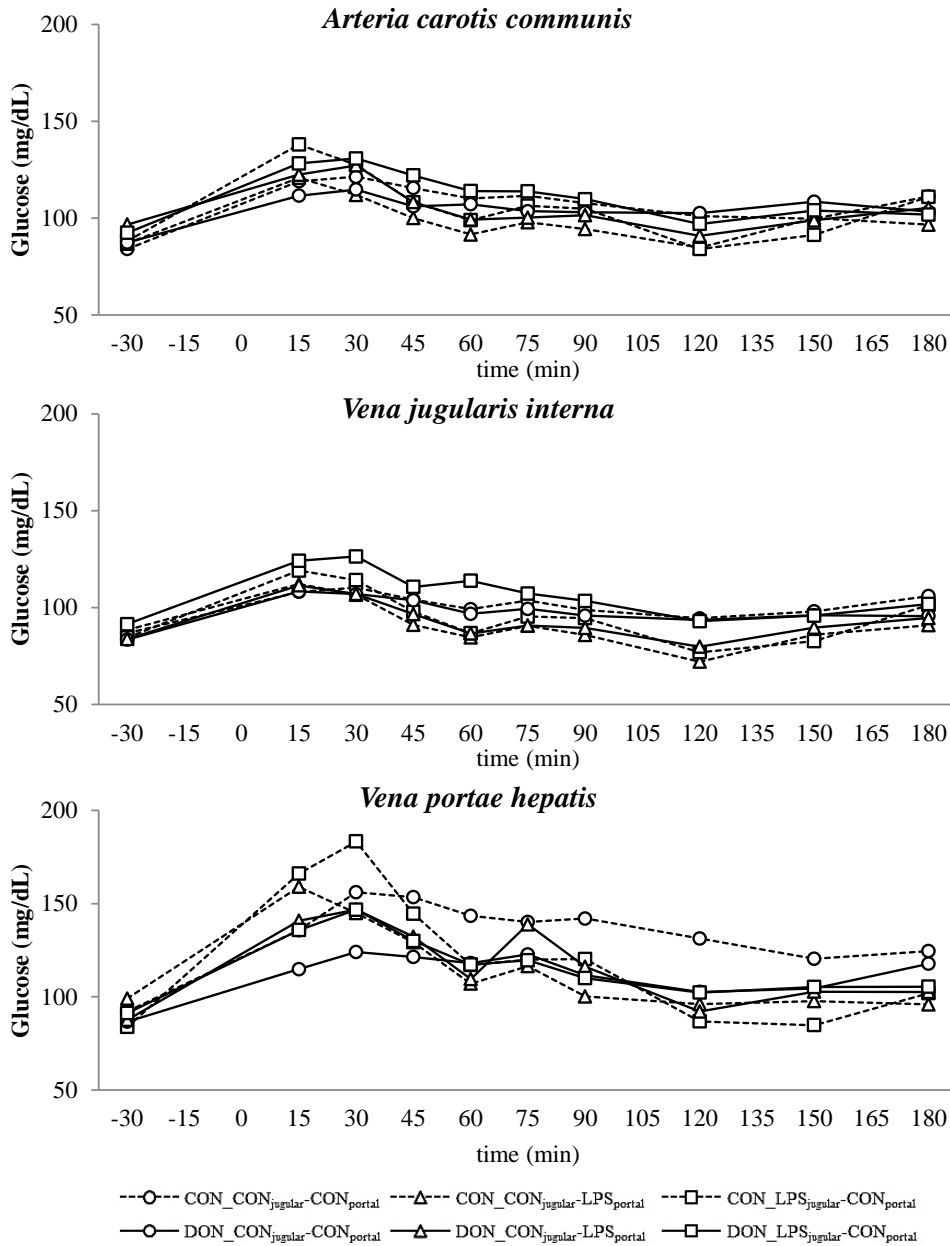 Arteria carotis communis
200
150
100
50
Glucose (mg/dL)
-30 -15 0 15 30 45 60 75 90 105 120 135 150 165 180
time (min)
Vena jugularis interna
200
150
100
50
Glucose (mg/dL)
-30 -15 0 15 30 45 60 75 90 105 120 135 150 165 180
time (min)
Vena portae hepatis
200
150
100
50
Glucose (mg/dL)
-30 -15 0 15 30 45 60 75 90 105 120 135 150 165 180
time (min)
CON_CONjugular-CONportal CON_CONjugular-LPSportal CON_LPSjugular-CONportal
DON_CONjugular-CONportal DON_CONjugular-LPSportal DON_LPSjugular-CONportal